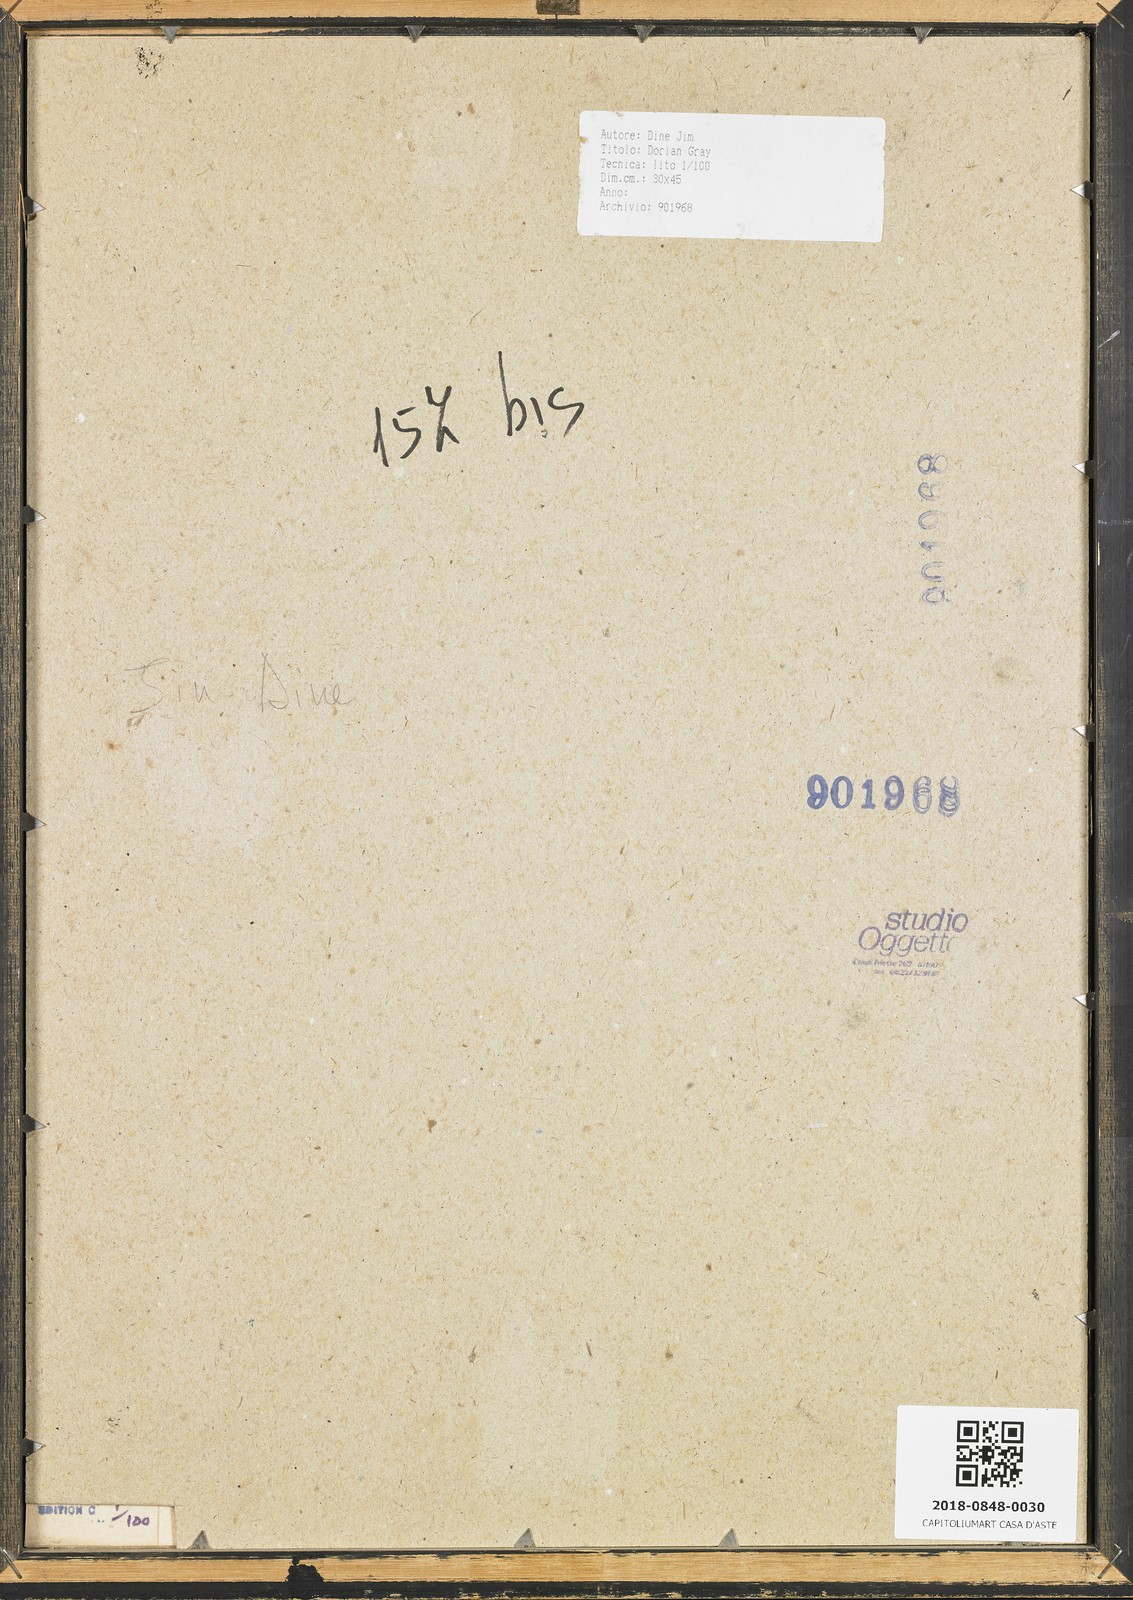 Autore: Dine Jim
Titolo: Dorian Gray
Tecnica: lito 1/100
Dim.cm.: 30x45
Anno:
Archivio: 901968
bis
901968
Jim Dine
901968
studio
Oggetto
EDITION C 1/100
2018-0848-0030
CAPITOLIUMART CASA D'ASTE